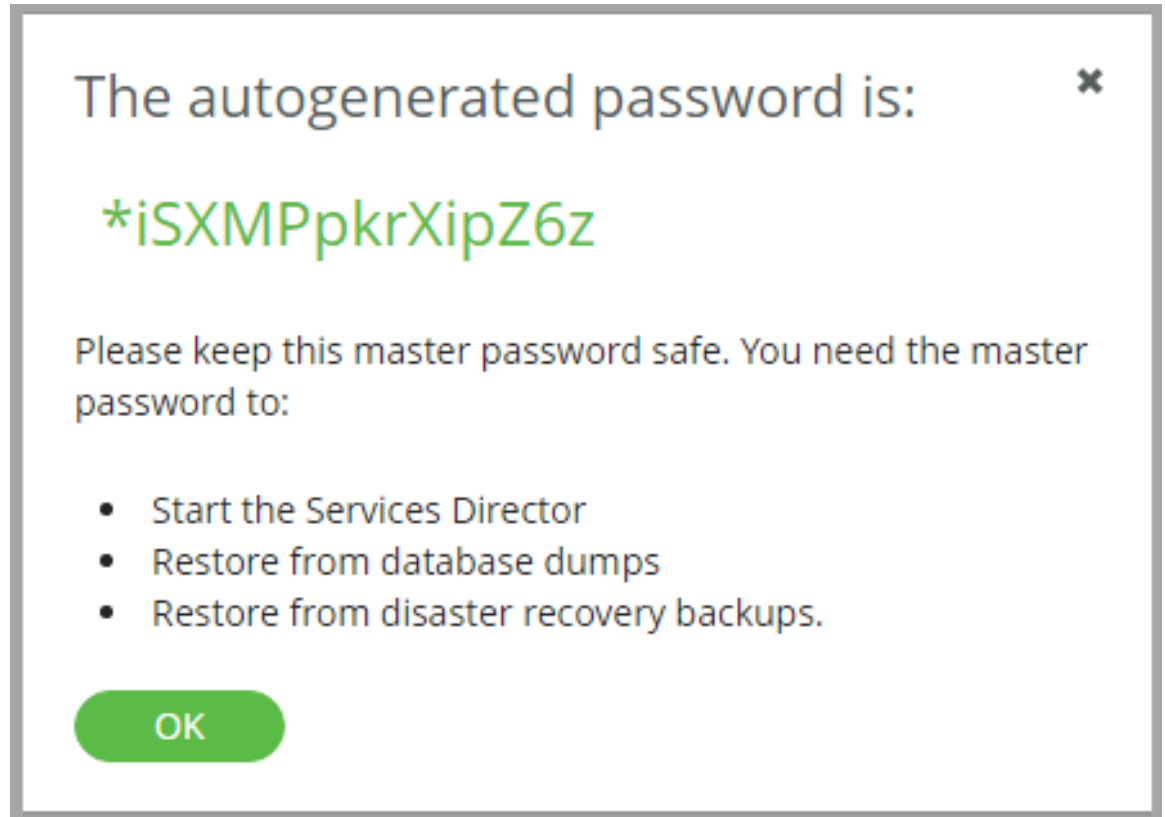 The autogenerated password is:
*iSXMPpkrXipZ6z
Please keep this master password safe. You need the master
password to:
• Start the Services Director
• Restore from database dumps
• Restore from disaster recovery backups.
OK